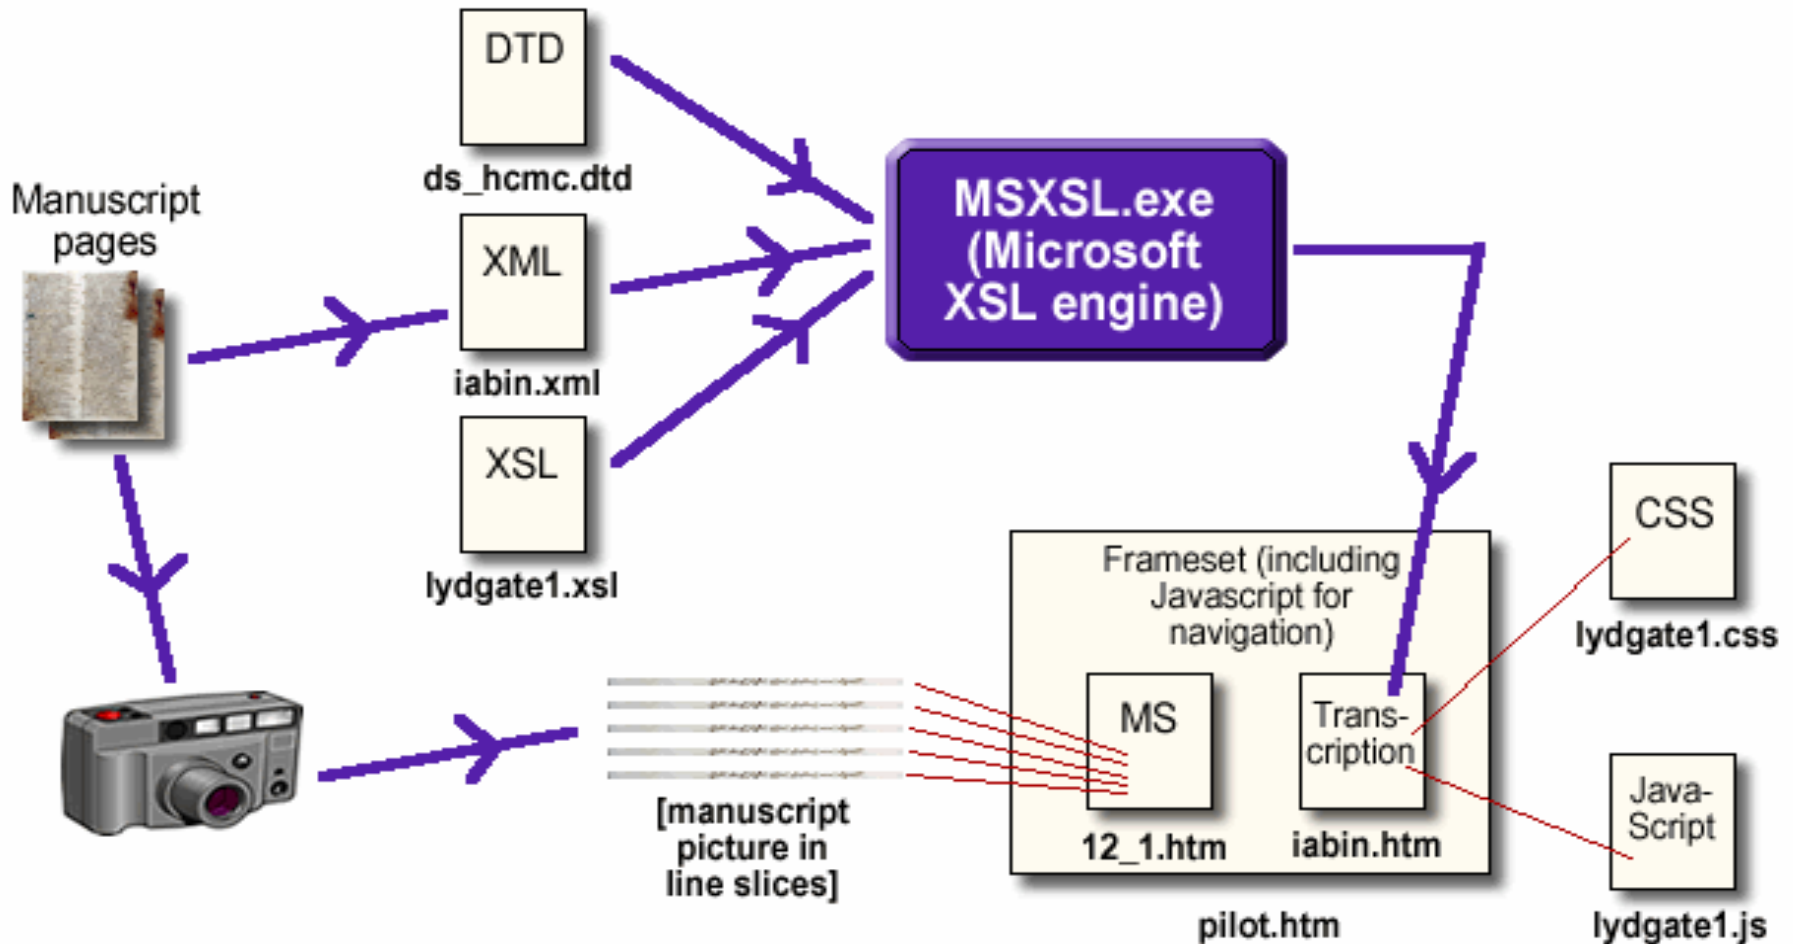 DTD
ds_hcmc.dtd
Manuscript
pages
XML
iabin.xml
XSL
lydgate1.xsl
MSXSL.exe
(Microsoft
XSL engine)
[manuscript
picture in
line slices]
Frameset (including
Javascript for
navigation)
MS
12_1.htm
Trans-
cription
iabin.htm
pilot.htm
CSS
lydgate1.css
Java-
Script
lydgate1.js